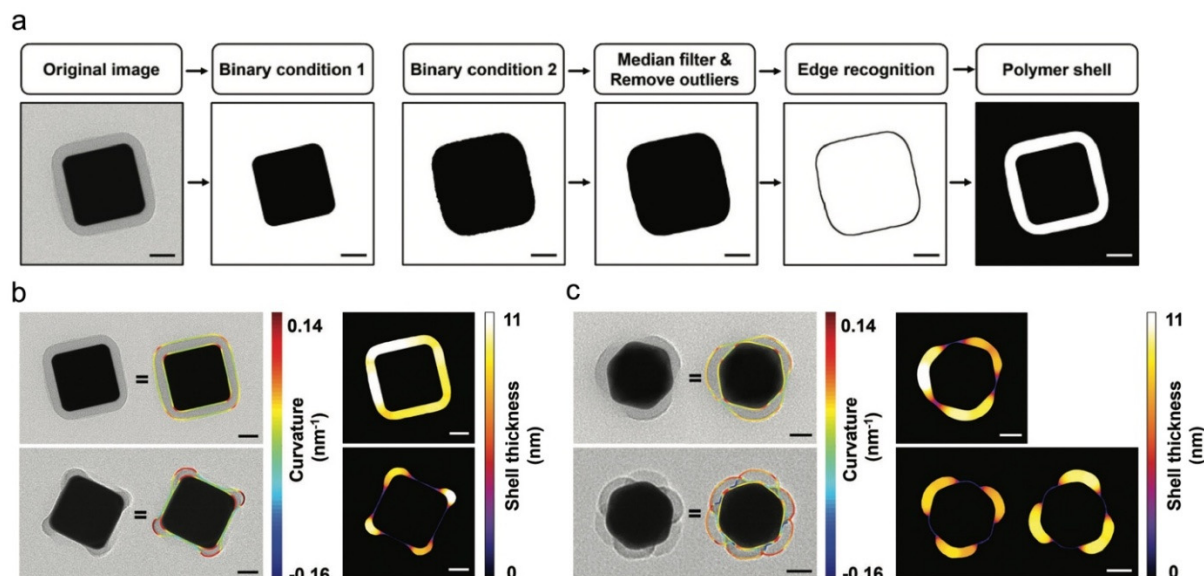 a
Original image
Binary condition 1
Binary condition 2
Median filter &
Remove outliers
Edge recognition
Polymer shell
b
=
=
0.14
Curvature
(nm⁻¹)
-0.16
11
Shell thickness
(nm)
0
c
=
=
0.14
Curvature
(nm⁻¹)
-0.16
11
Shell thickness
(nm)
0